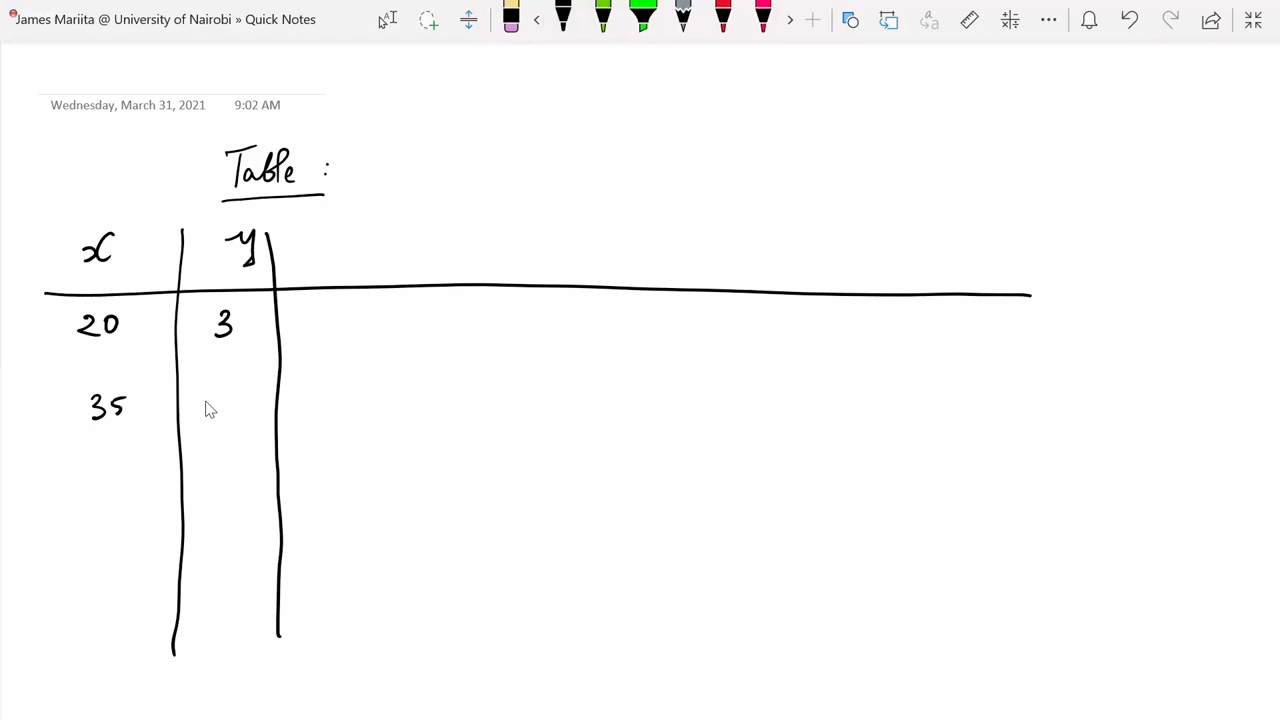 James Mariita @ University of Nairobi » Quick Notes
Wednesday, March 31, 2021 9:02 AM
Table :
x y
20 3
35